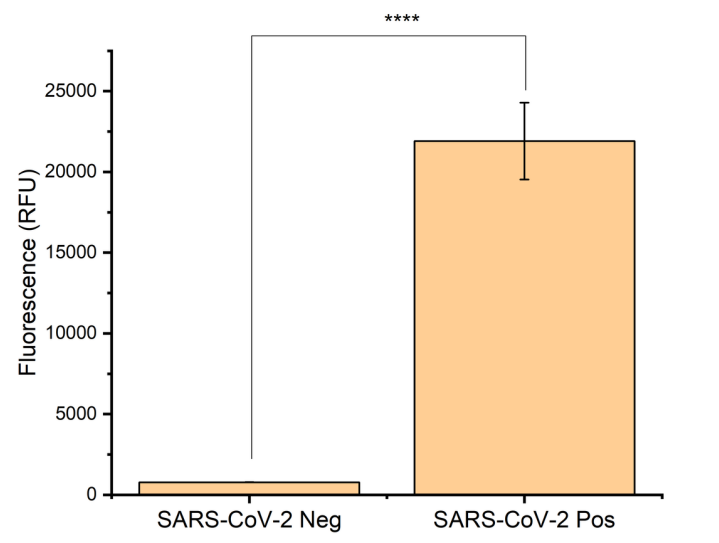 ****
25000
20000
15000
10000
5000
0
Fluorescence (RFU)
SARS-CoV-2 Neg
SARS-CoV-2 Pos